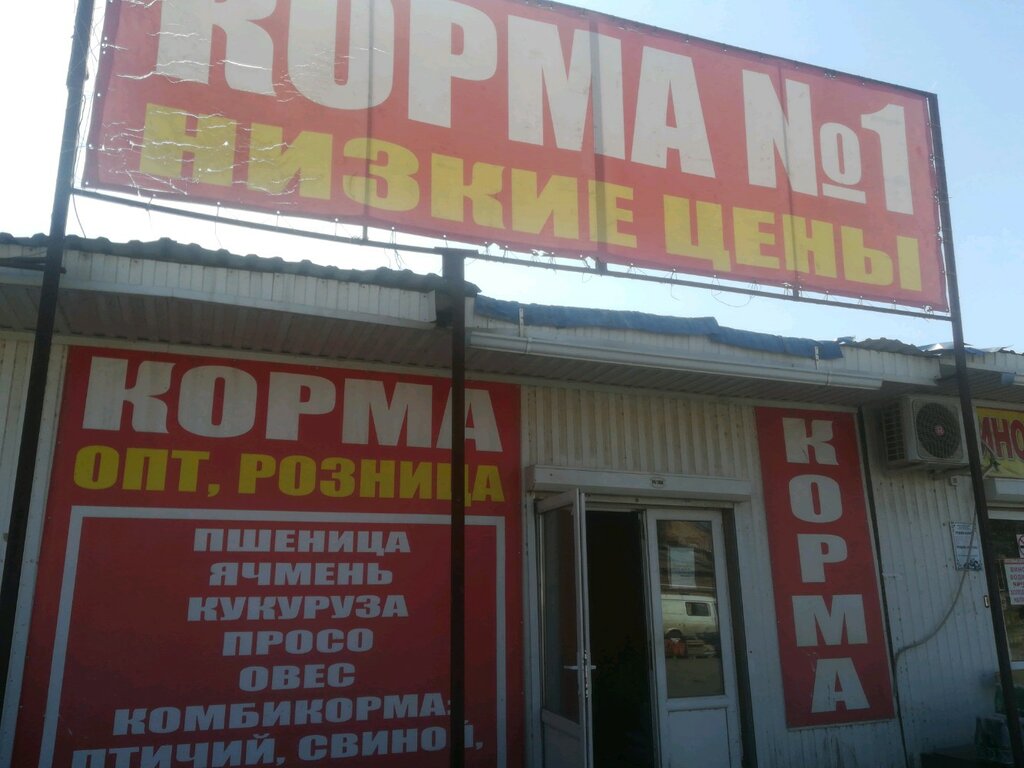 КОРМА №1
НИЗКИЕ ЦЕНЫ
КОРМА
ОПТ, РОЗНИЦА
ПШЕНИЦА
ЯЧМЕНЬ
КУКУРУЗА
ПРОСО
ОВЕС
КОМБИКОРМА:
ПТИЧИЙ, СВИНОЙ,
КОРМА